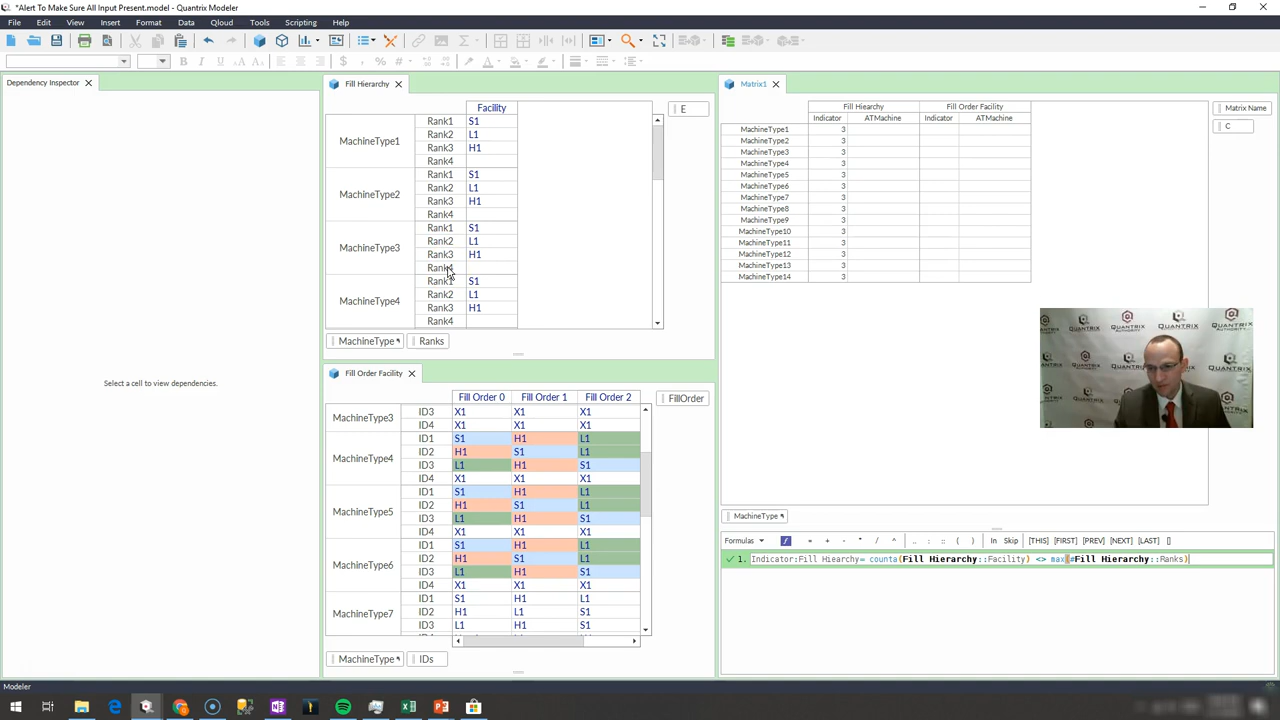 *Alert To Make Sure All Input Present.model - Quantrix Modeler
File Edit View Insert Format Data Qloud Tools Scripting Help
Dependency Inspector
Select a cell to view dependencies.
Fill Hierarchy
Facility
E
MachineType1
Rank1 S1
Rank2 L1
Rank3 H1
Rank4
MachineType2
Rank1 S1
Rank2 L1
Rank3 H1
Rank4
MachineType3
Rank1 S1
Rank2 L1
Rank3 H1
Rank4
MachineType4
Rank1 S1
Rank2 L1
Rank3 H1
Rank4
MachineType Ranks
Fill Order Facility
Fill Order 0 Fill Order 1 Fill Order 2
FillOrder
MachineType3
ID3 X1 X1 X1
ID4 X1 X1 X1
MachineType4
ID1 S1 H1 L1
ID2 H1 S1 L1
ID3 L1 H1 S1
ID4 X1 X1 X1
MachineType5
ID1 S1 H1 L1
ID2 H1 S1 L1
ID3 L1 H1 S1
ID4 X1 X1 X1
MachineType6
ID1 S1 H1 L1
ID2 H1 S1 L1
ID3 L1 H1 S1
ID4 X1 X1 X1
MachineType7
ID1 S1 H1 L1
ID2 H1 L1 S1
ID3 L1 H1 S1
MachineType IDs
Matrix1
Fill Hiearchy Fill Order Facility
Indicator ATMachine Indicator ATMachine
MachineType1 3
MachineType2 3
MachineType3 3
MachineType4 3
MachineType5 3
MachineType6 3
MachineType7 3
MachineType8 3
MachineType9 3
MachineType10 3
MachineType11 3
MachineType12 3
MachineType13 3
MachineType14 3
Matrix Name
C
QUANTRIX
AUTHORITY
MachineType
Formulas f + - * / ^ .. : :: ( ) In Skip [THIS] [FIRST] [PREV] [NEXT] [LAST] []
1. Indicator:Fill Hiearchy= counta(Fill Hierarchy::Facility) <> max(#Fill Hierarchy::Ranks)
Modeler